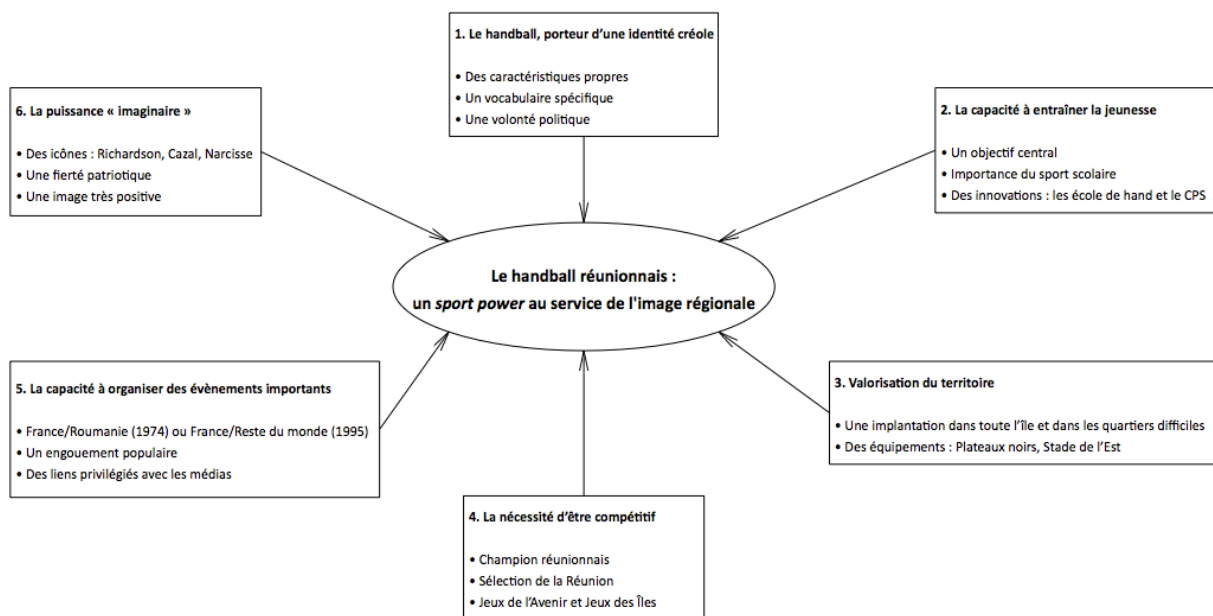 1. Le handball, porteur d’une identité créole
• Des caractéristiques propres
• Un vocabulaire spécifique
• Une volonté politique
6. La puissance « imaginaire »
• Des icônes : Richardson, Cazal, Narcisse
• Une fierté patriotique
• Une image très positive
2. La capacité à entraîner la jeunesse
• Un objectif central
• Importance du sport scolaire
• Des innovations : les école de hand et le CPS
Le handball réunionnais :
un sport power au service de l'image régionale
5. La capacité à organiser des évènements importants
• France/Roumanie (1974) ou France/Reste du monde (1995)
• Un engouement populaire
• Des liens privilégiés avec les médias
3. Valorisation du territoire
• Une implantation dans toute l’île et dans les quartiers difficiles
• Des équipements : Plateaux noirs, Stade de l’Est
4. La nécessité d’être compétitif
• Champion réunionnais
• Sélection de la Réunion
• Jeux de l’Avenir et Jeux des Îles